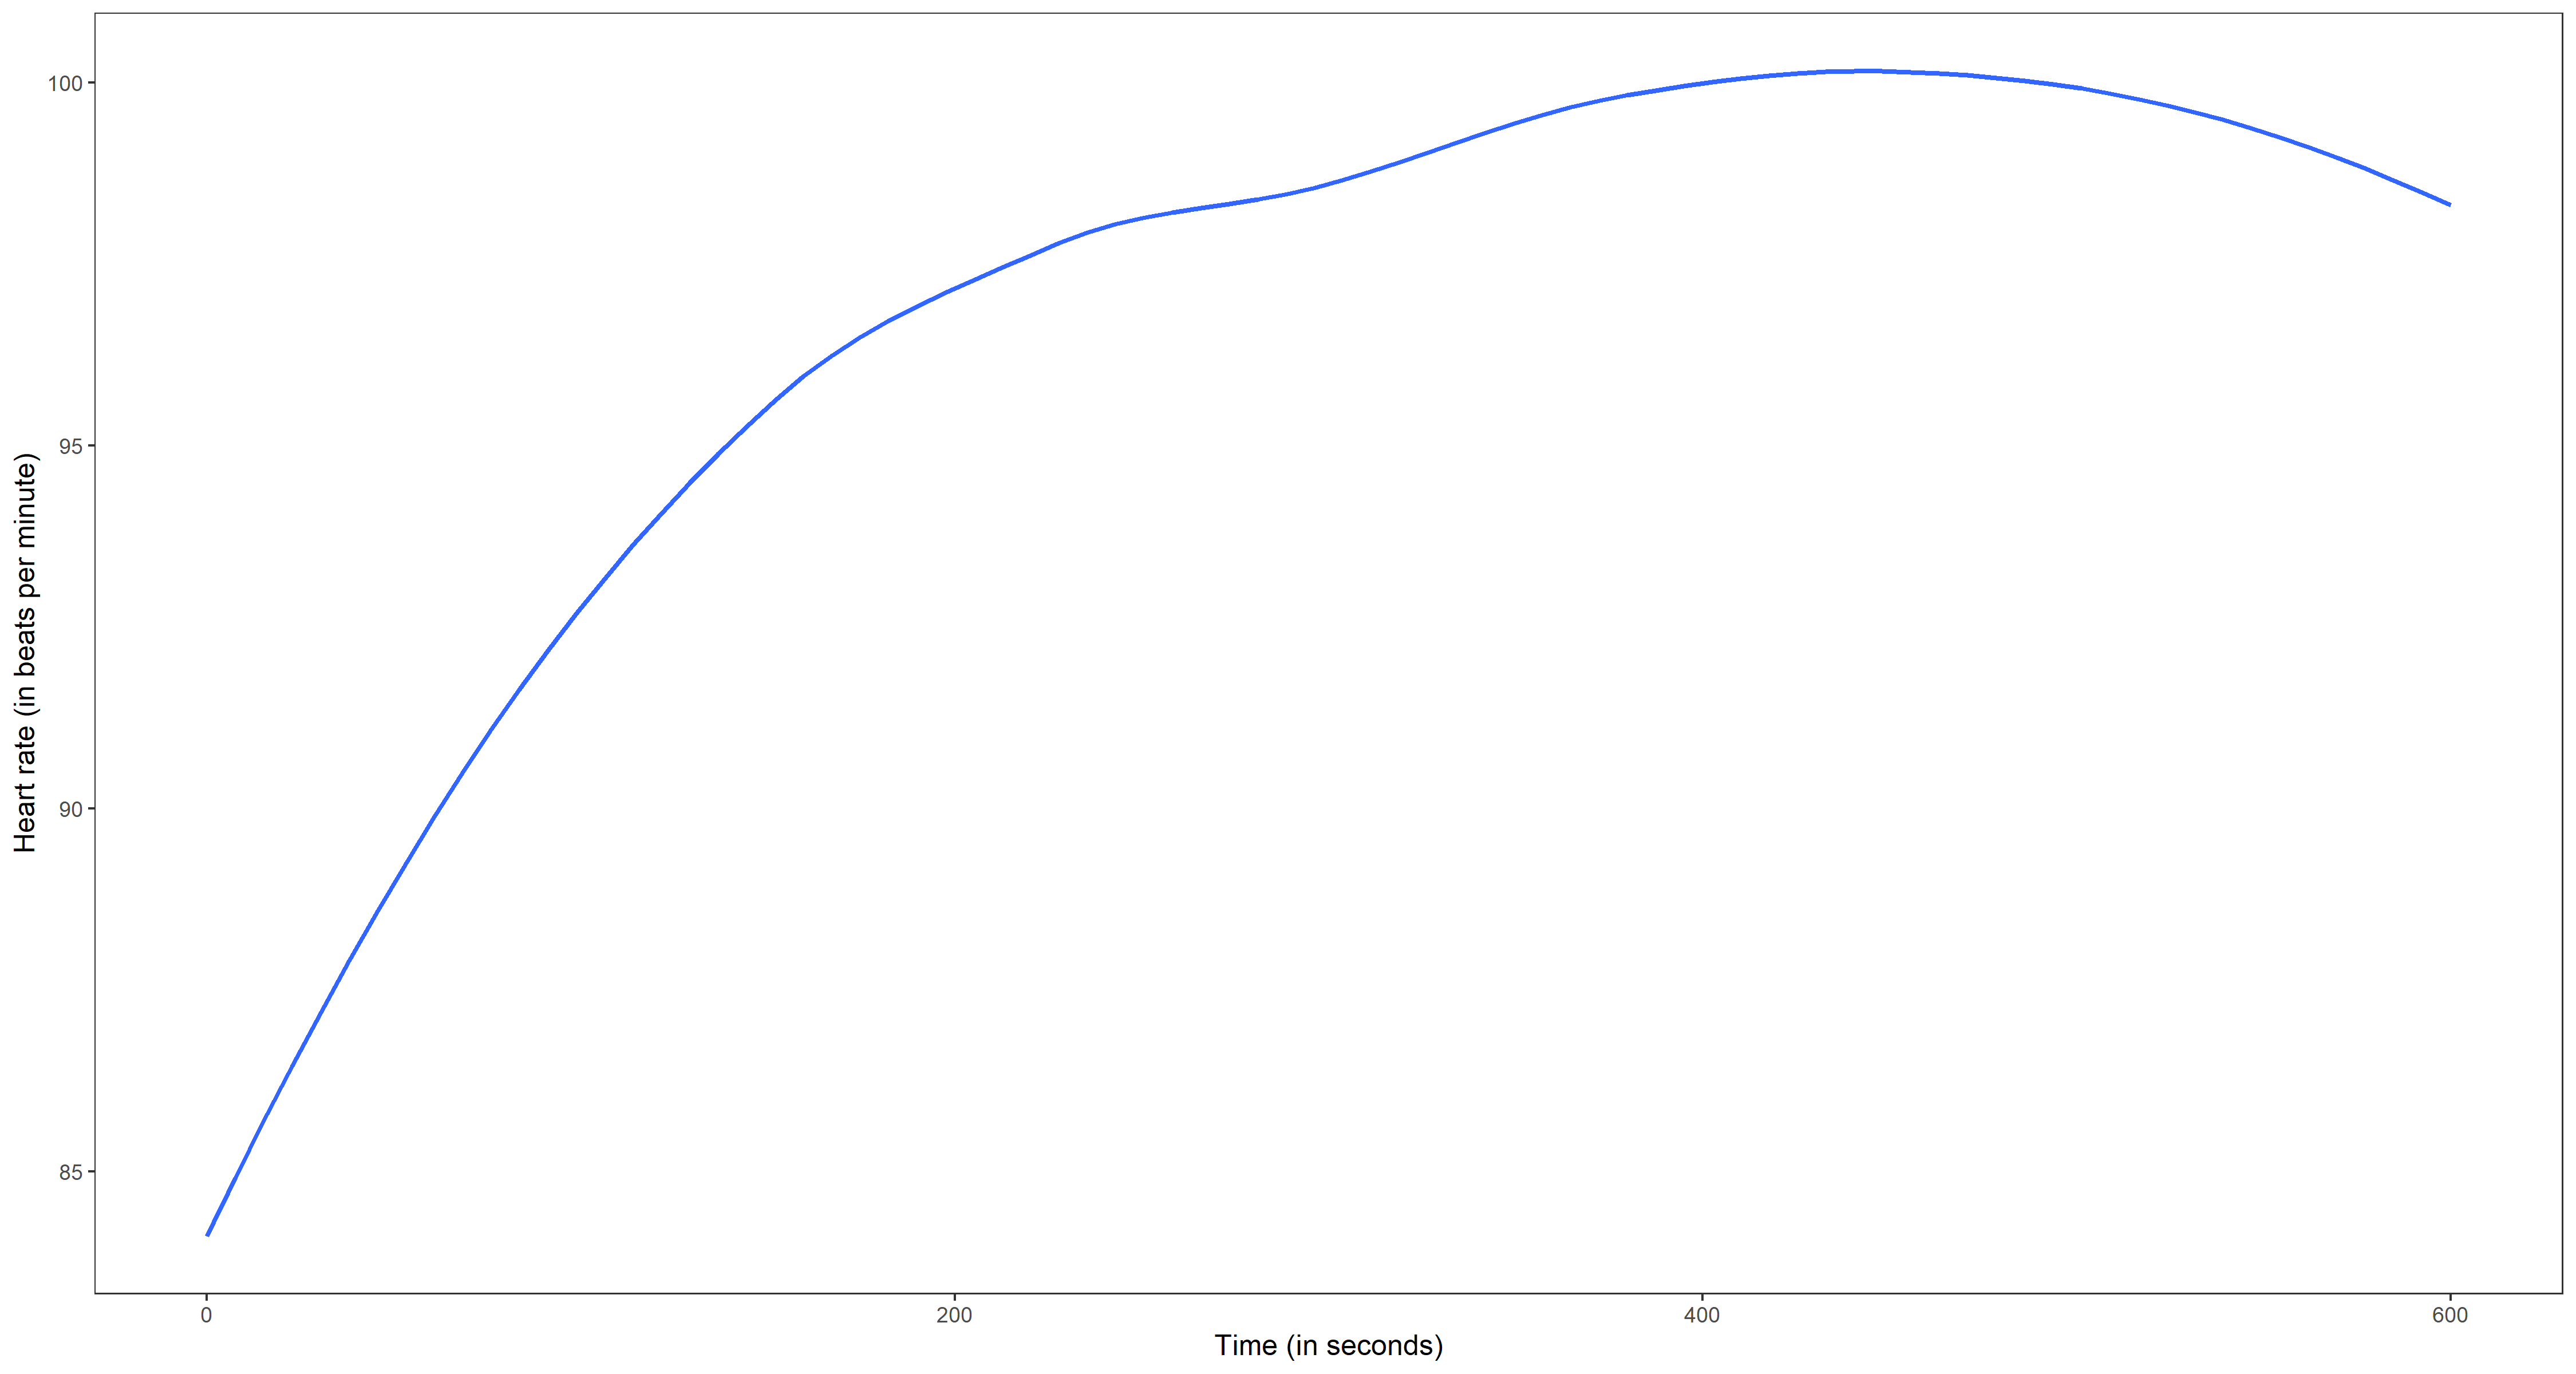 100
95
90
85
Heart rate (in beats per minute)
0 200 400 600
Time (in seconds)